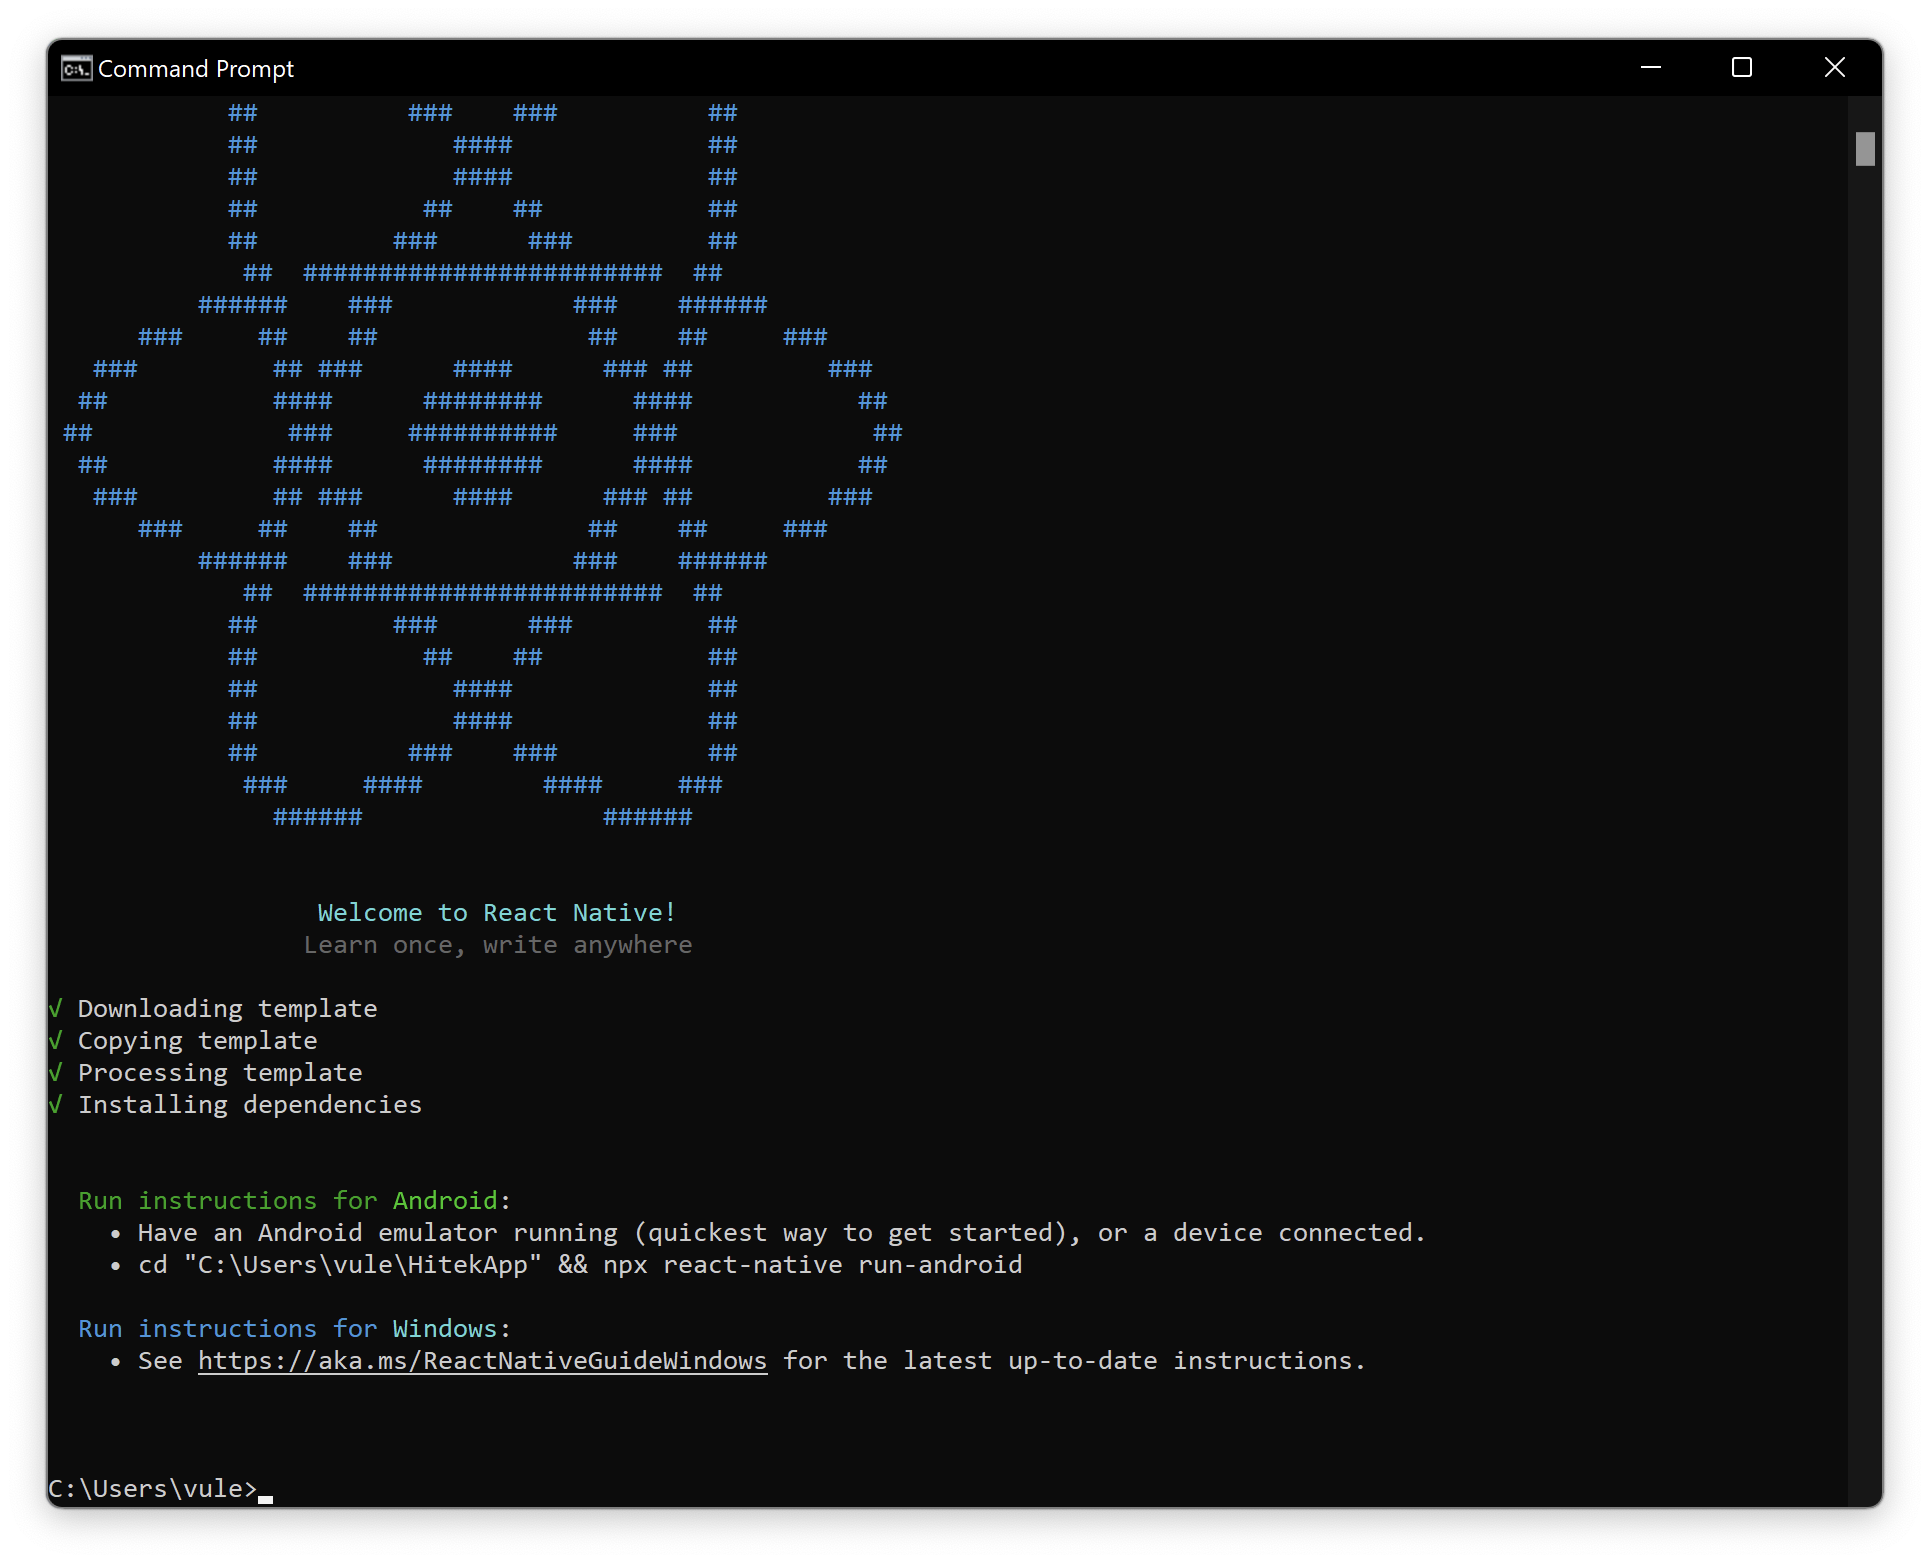 Command Prompt
            ##          ###    ###          ##
            ##             ####             ##
            ##             ####             ##
            ##           ##    ##           ##
            ##         ###      ###         ##
             ##  ########################  ##
          ######    ###            ###    ######
      ###     ##    ##              ##    ##     ###
   ###         ## ###      ####      ### ##         ###
  ##           ####      ########      ####           ##
 ##             ###     ##########     ###             ##
  ##           ####      ########      ####           ##
   ###         ## ###      ####      ### ##         ###
      ###     ##    ##              ##    ##     ###
          ######    ###            ###    ######
             ##  ########################  ##
            ##         ###      ###         ##
            ##           ##    ##           ##
            ##             ####             ##
            ##             ####             ##
            ##          ###    ###          ##
             ###     ####        ####     ###
               ######                ######
Welcome to React Native!
Learn once, write anywhere
√ Downloading template
√ Copying template
√ Processing template
√ Installing dependencies
Run instructions for Android:
• Have an Android emulator running (quickest way to get started), or a device connected.
• cd "C:\Users\vule\HitekApp" && npx react-native run-android
Run instructions for Windows:
• See https://aka.ms/ReactNativeGuideWindows for the latest up-to-date instructions.
C:\Users\vule>